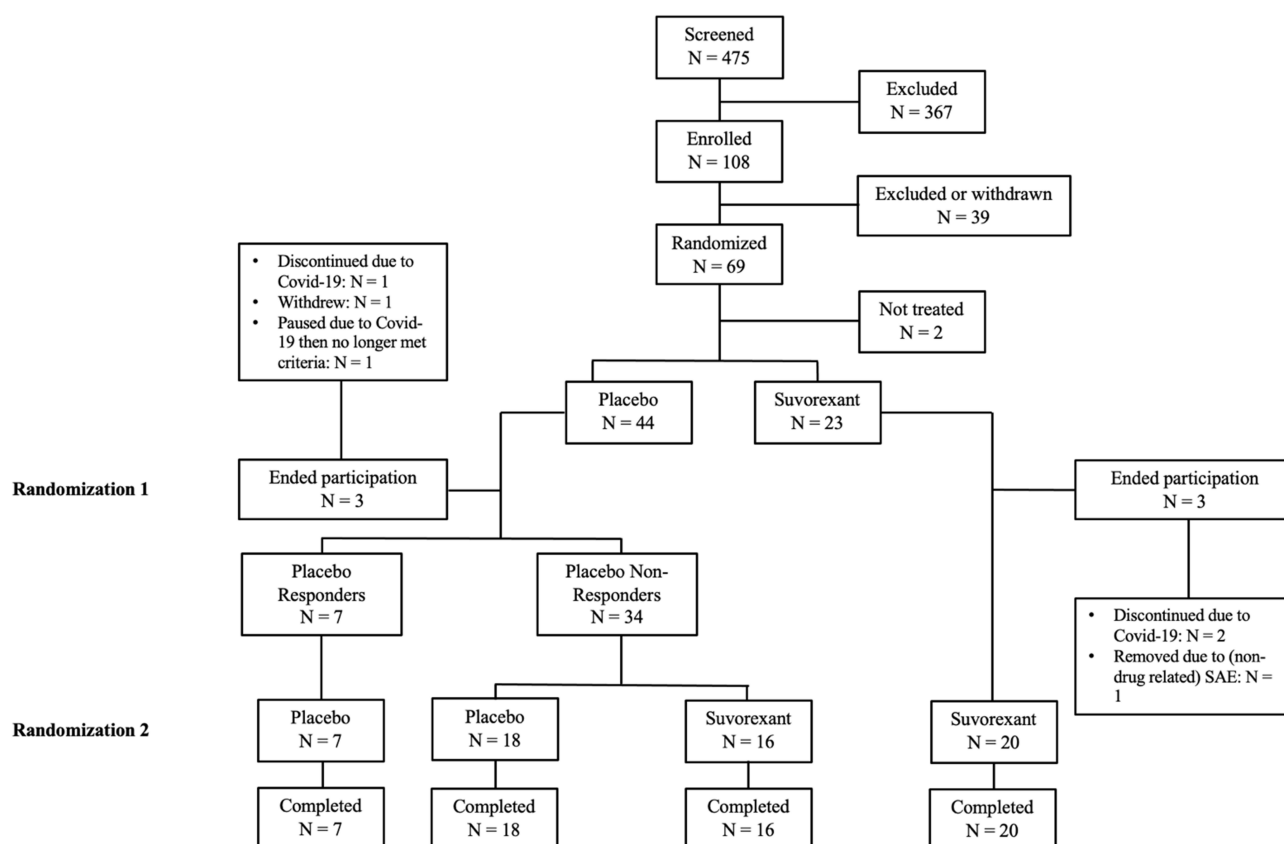 Screened
N = 475
Excluded
N = 367
Enrolled
N = 108
Excluded or withdrawn
N = 39
Randomized
N = 69
• Discontinued due to
Covid-19: N = 1
• Withdrew: N = 1
• Paused due to Covid-
19 then no longer met
criteria: N = 1
Not treated
N = 2
Placebo
N = 44
Suvorexant
N = 23
Randomization 1
Ended participation
N = 3
Ended participation
N = 3
Placebo
Responders
N = 7
Placebo Non-
Responders
N = 34
• Discontinued due to
Covid-19: N = 2
• Removed due to (non-
drug related) SAE: N =
1
Randomization 2
Placebo
N = 7
Placebo
N = 18
Suvorexant
N = 16
Suvorexant
N = 20
Completed
N = 7
Completed
N = 18
Completed
N = 16
Completed
N = 20